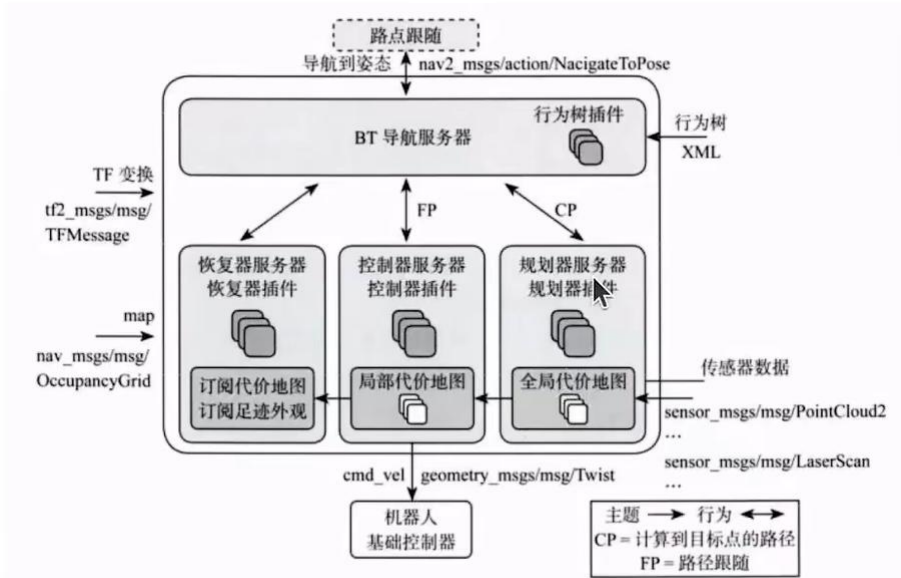 路点跟随
导航到姿态 nav2_msgs/action/NacigateToPose
行为树插件
BT 导航服务器
行为树
XML
TF 变换
tf2_msgs/msg/
TFMessage
FP
CP
恢复器服务器
恢复器插件
控制器服务器
控制器插件
规划器服务器
规划器插件
map
nav_msgs/msg/
OccupancyGrid
订阅代价地图
订阅足迹外观
局部代价地图
全局代价地图
传感器数据
sensor_msgs/msg/PointCloud2
…
sensor_msgs/msg/LaserScan
…
cmd_vel geometry_msgs/msg/Twist
机器人
基础控制器
主题 行为
CP = 计算到目标点的路径
FP = 路径跟随